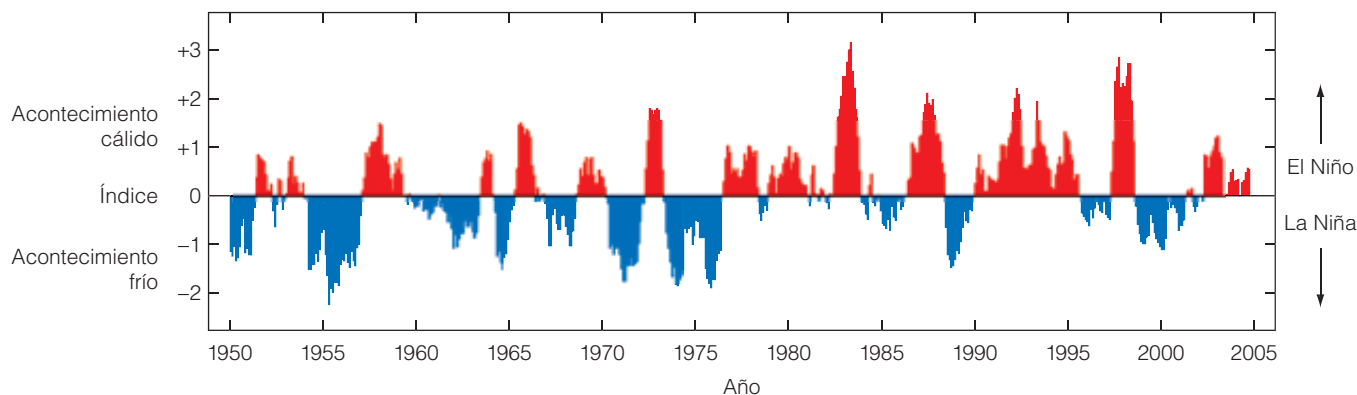 +3
+2
Acontecimiento
cálido
+1
El Niño
Índice
0
La Niña
−1
Acontecimiento
frío
−2
1950 1955 1960 1965 1970 1975 1980 1985 1990 1995 2000 2005
Año